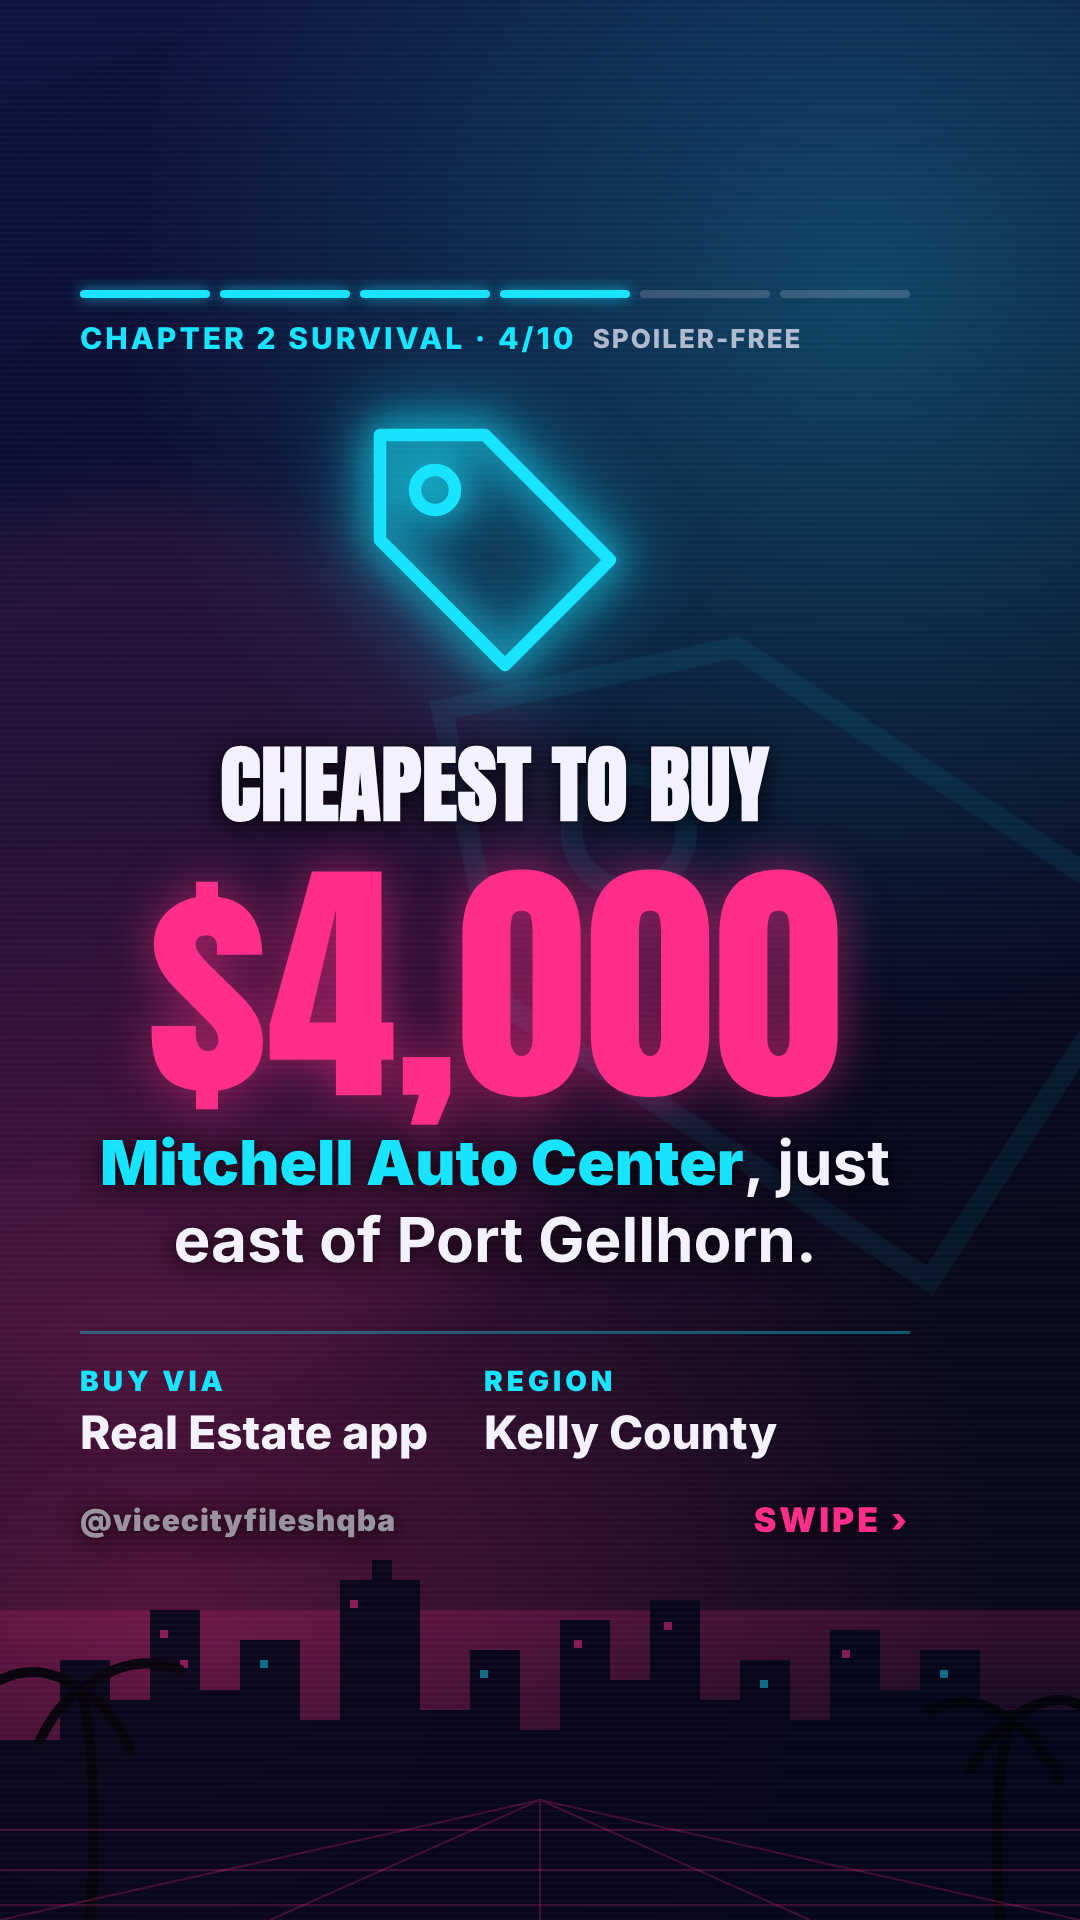 CHAPTER 2 SURVIVAL · 4/10 SPOILER-FREE
CHEAPEST TO BUY
$4,000
Mitchell Auto Center, just
east of Port Gellhorn.
BUY VIA
Real Estate app
REGION
Kelly County
@vicecityfileshqba
SWIPE ›